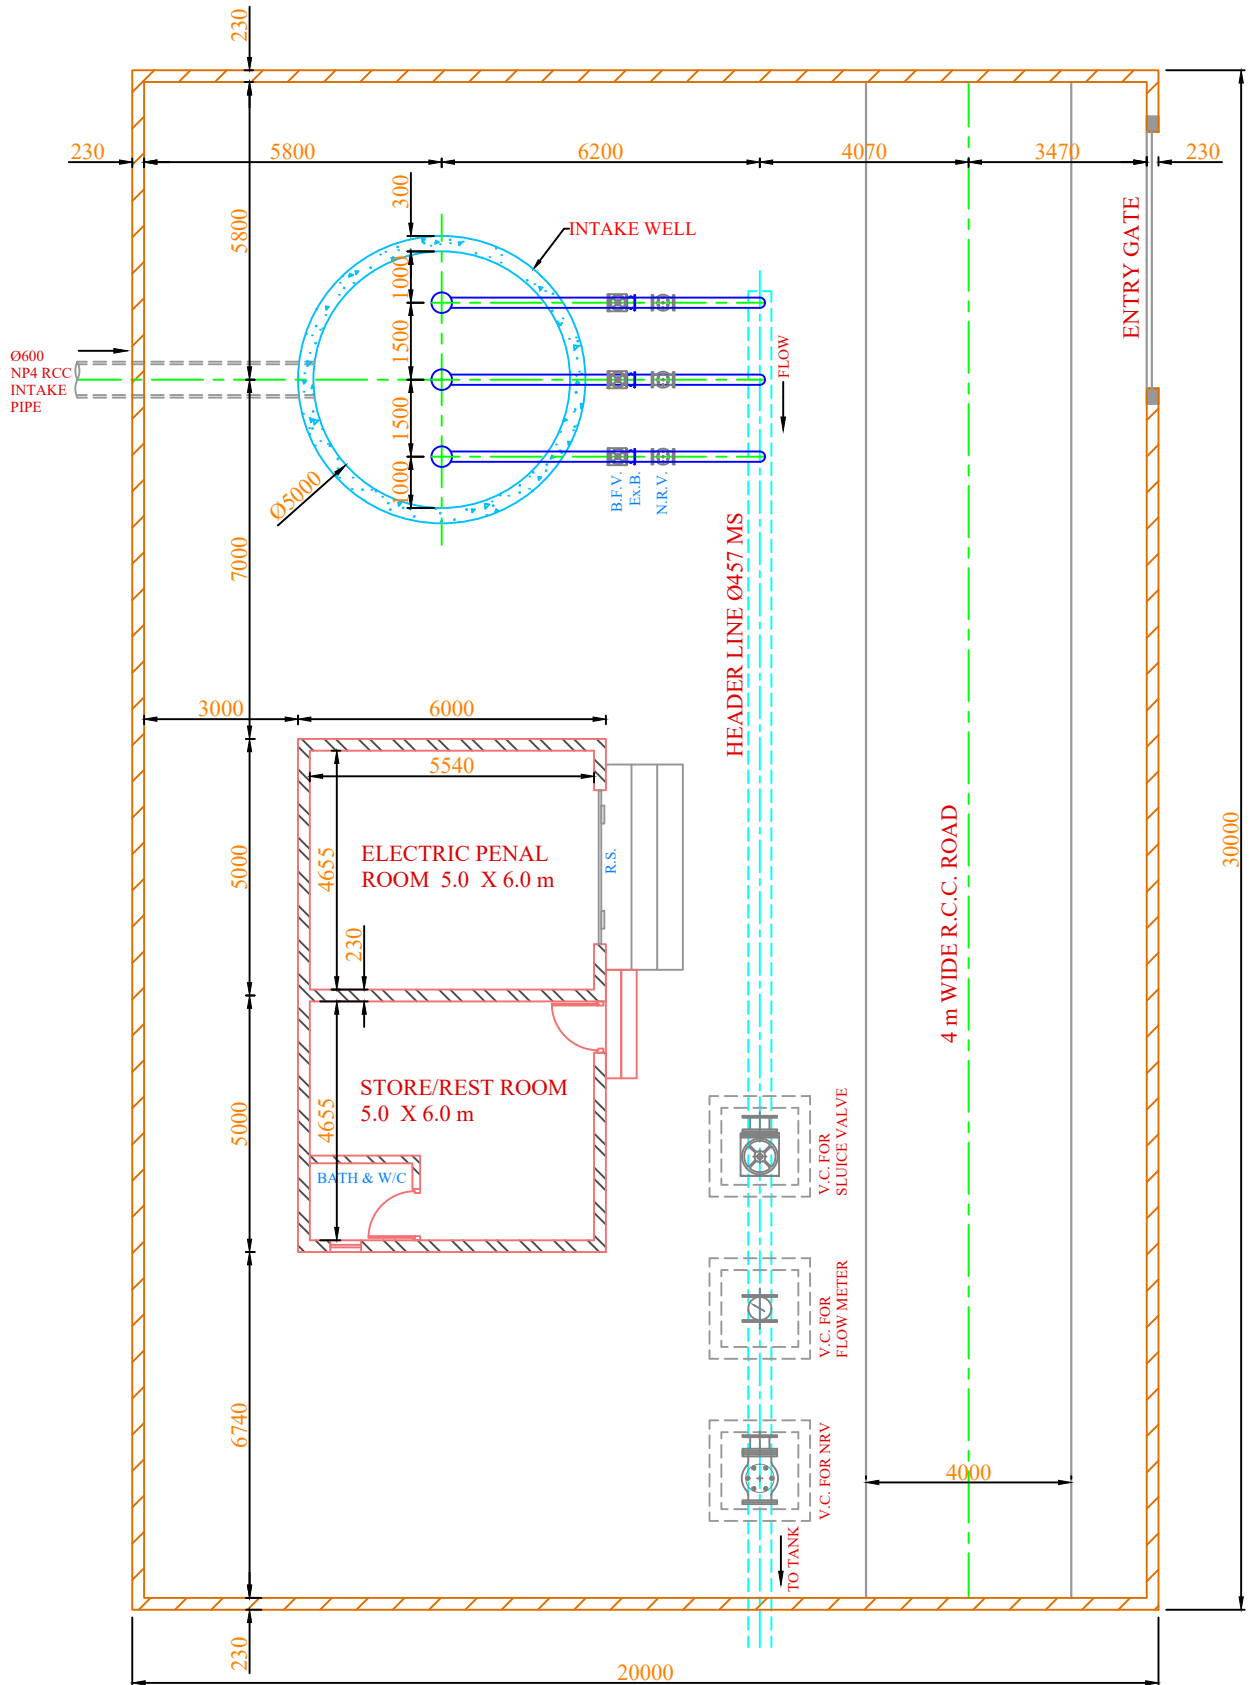 230
230
5800
6200
4070
3470
230
300
5800
INTAKE WELL
ENTRY GATE
1000
1500
FLOW
Ø600
NP4 RCC
INTAKE
PIPE
1500
1000
Ø5000
B.F.V.
Ex.B.
N.R.V.
7000
HEADER LINE Ø457 MS
3000
6000
5540
ELECTRIC PENAL
ROOM 5.0 X 6.0 m
4655
5000
R.S.
230
30000
4 m WIDE R.C.C. ROAD
STORE/REST ROOM
5.0 X 6.0 m
4655
5000
BATH & W/C
V.C. FOR
SLUICE VALVE
V.C. FOR
FLOW METER
6740
V.C. FOR NRV
4000
TO TANK
230
20000